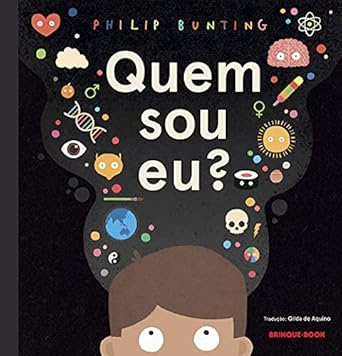 PHILIP BUNTING
Quem
sou
eu?
Tradução: Gilda de Aquino
BRINQUE-BOOK